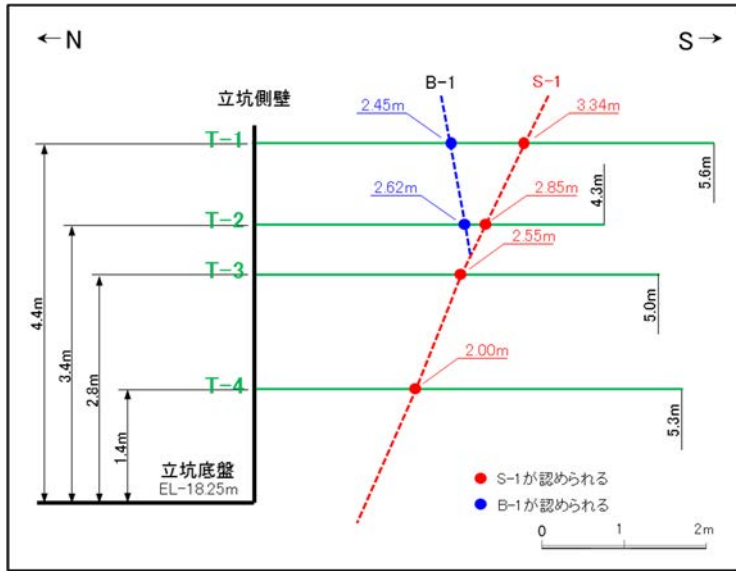 ←N
S→
B-1
S-1
立坑側壁
2.45m
3.34m
T-1
5.6m
2.62m
2.85m
4.3m
T-2
2.55m
T-3
5.0m
4.4m
3.4m
2.8m
2.00m
T-4
1.4m
5.3m
立坑底盤
EL-18.25m
S-1が認められる
B-1が認められる
0 1 2m